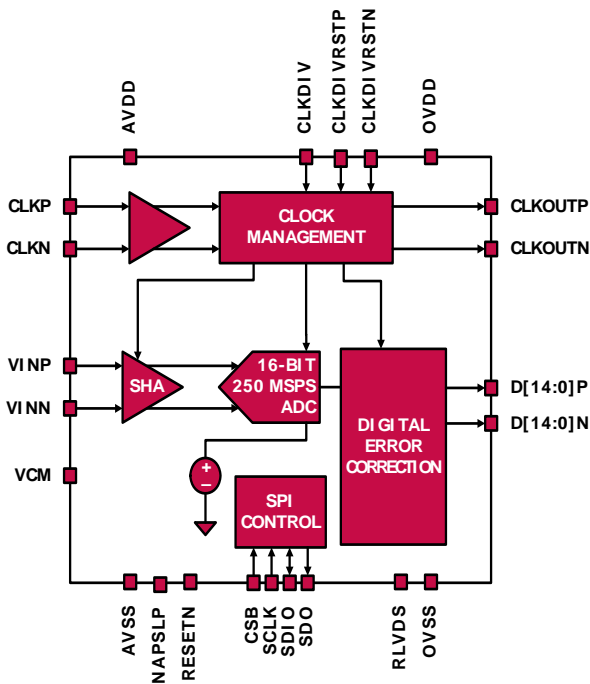 AVDD
CLKDIV
CLKDIVRSTP
CLKDIVRSTN
OVDD
CLKP
CLKN
CLOCK
MANAGEMENT
CLKOUTP
CLKOUTN
VINP
VINN
SHA
16-BIT
250 MSPS
ADC
DIGITAL
ERROR
CORRECTION
D[14:0]P
D[14:0]N
VCM
+
–
SPI
CONTROL
AVSS
NAPSLP
RESETN
CSB
SCLK
SDIO
SDO
RLVDS
OVSS